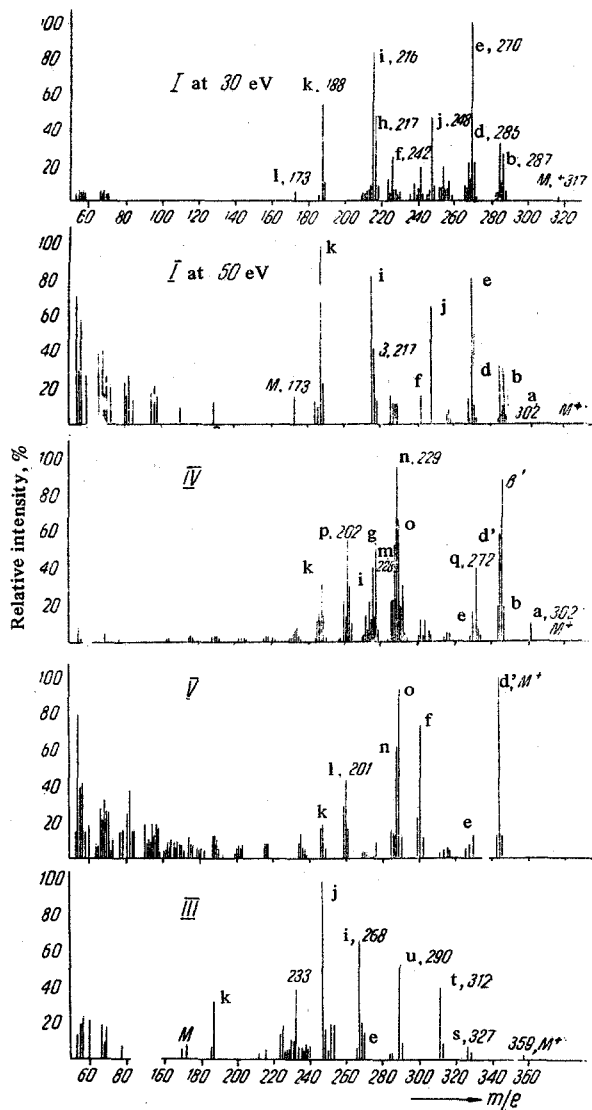 100
80
60
40
20
I at 30 eV
k, 188
i, 216
e, 270
h, 217
j, 248
f, 242
d, 285
b, 287
l, 173
M,+317
60 80 100 120 140 160 180 200 220 240 260 280 300 320 340
100
80
60
40
20
I at 50 eV
k
i
e
j
3,217
d
b
M, 173
f
a,
302 M+
Relative intensity, %
100
80
60
40
20
IV
n, 229
β'
p, 202
g
o
d'
k
m
228
q, 272
i
e
b
a, 302
M+
100
80
60
40
20
V
d', M+
o
f
n
l, 201
k
e
100
80
60
40
20
III
j
i, 268
u, 290
233
t, 312
k
M
e
s, 327
359, M+
60 80 160 180 200 220 240 260 280 300 320 340 360
m/e